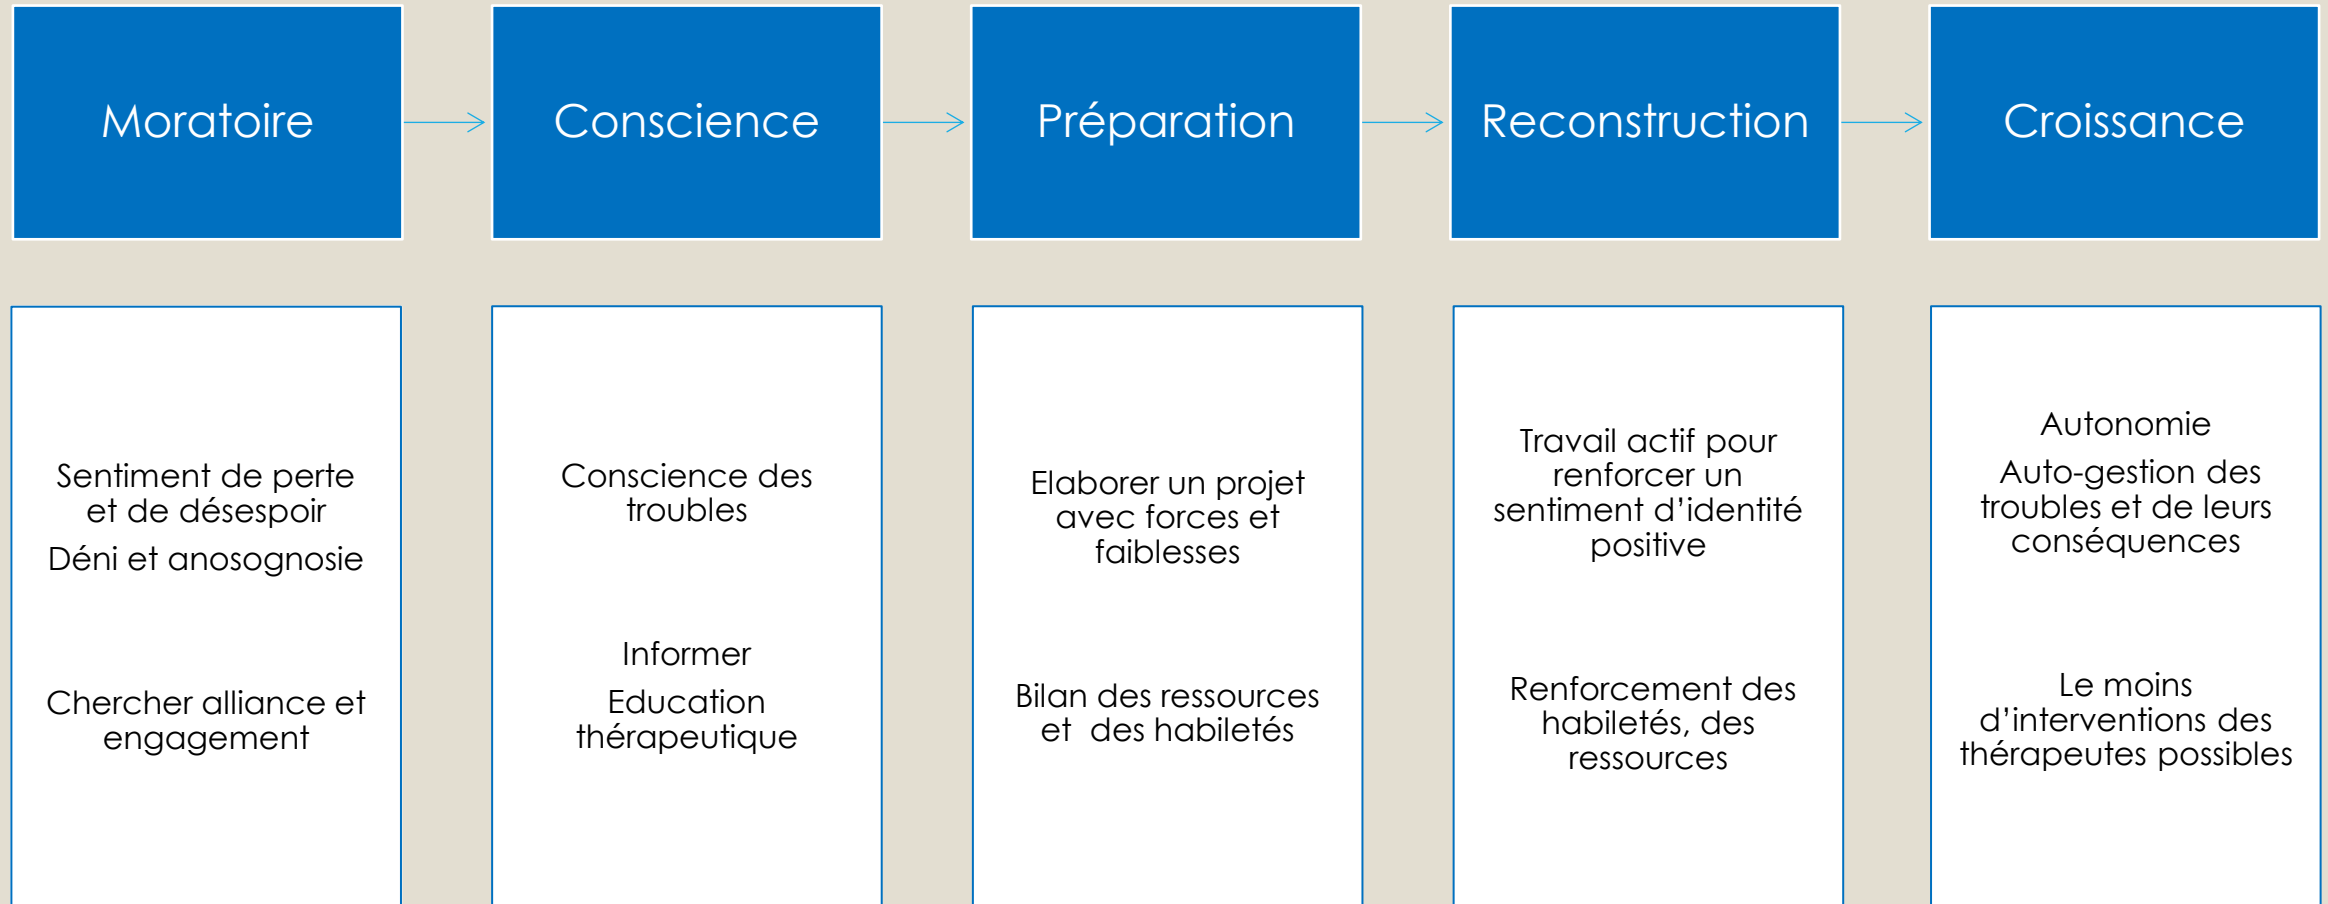 Moratoire
Conscience
Préparation
Reconstruction
Croissance
Sentiment de perte
et de désespoir
Déni et anosognosie
Chercher alliance et
engagement
Conscience des
troubles
Informer
Education
thérapeutique
Elaborer un projet
avec forces et
faiblesses
Bilan des ressources
et  des habiletés
Travail actif pour
renforcer un
sentiment d’identité
positive
Renforcement des
habiletés, des
ressources
Autonomie
Auto-gestion des
troubles et de leurs
conséquences
Le moins
d’interventions des
thérapeutes possibles